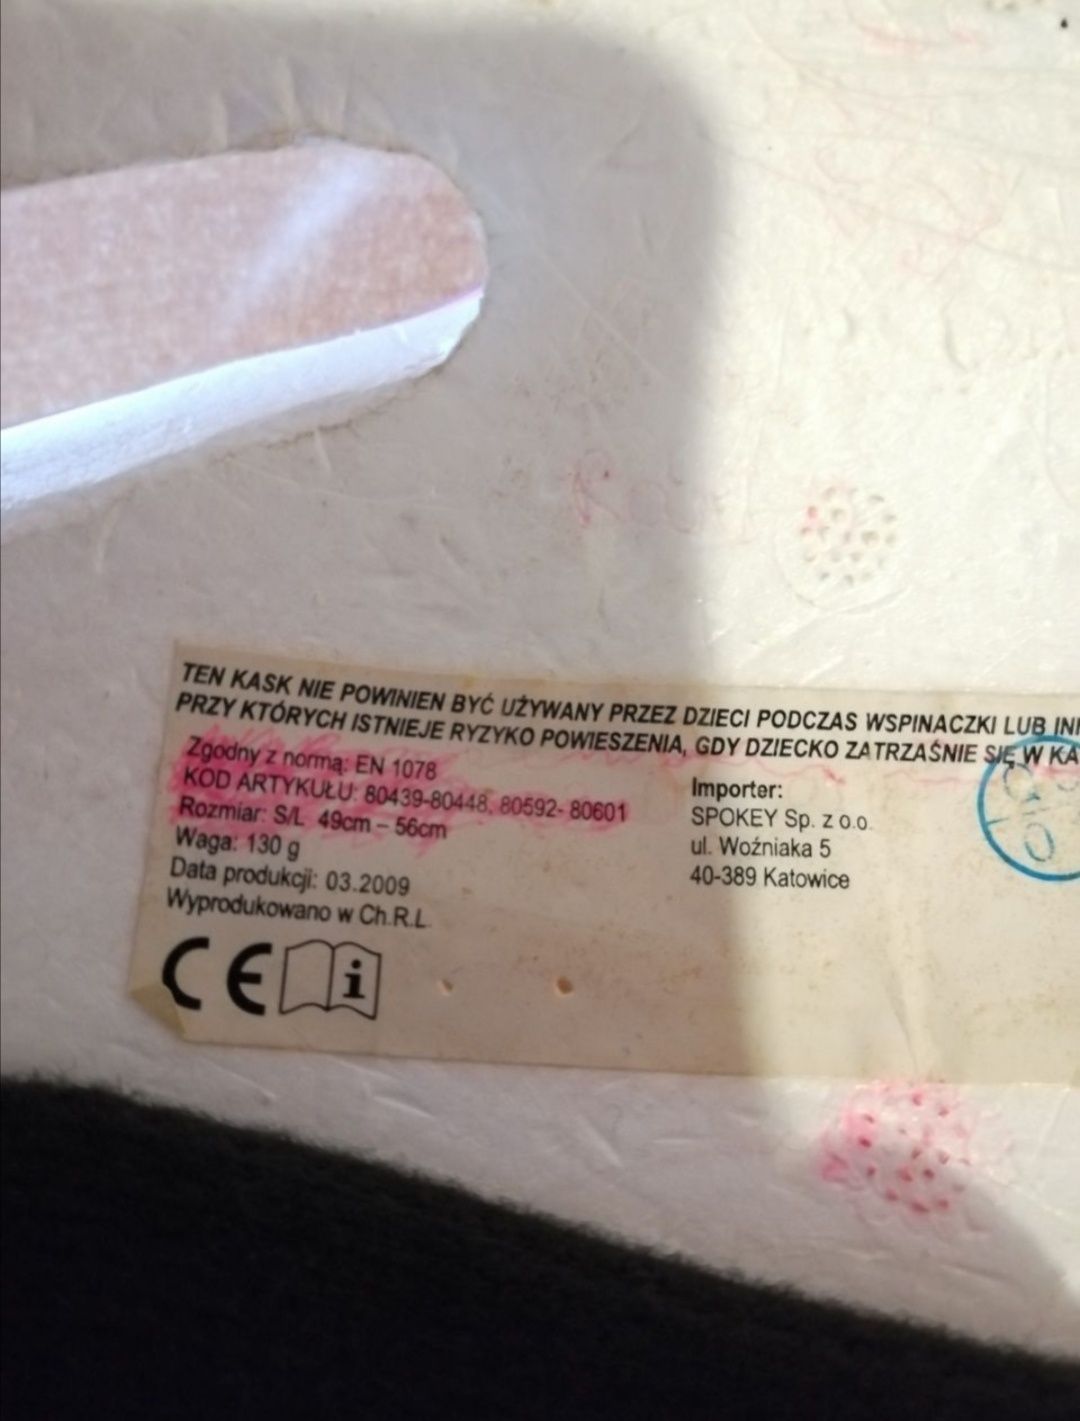 TEN KASK NIE POWINIEN BYĆ UŻYWANY PRZEZ DZIECI PODCZAS WSPINACZKI LUB
PRZY KTÓRYCH ISTNIEJE RYZYKO POWIESZENIA, GDY DZIECKO ZATRZAŚNIE SIĘ W
Zgodny z normą: EN 1078
KOD ARTYKUŁU: 80439-80448, 80592- 80601
Rozmiar: S/L 49cm – 56cm
Waga: 130 g
Data produkcji: 03.2009
Wyprodukowano w Ch.R.L.
CE i
Importer:
SPOKEY Sp. z o.o.
ul. Woźniaka 5
40-389 Katowice